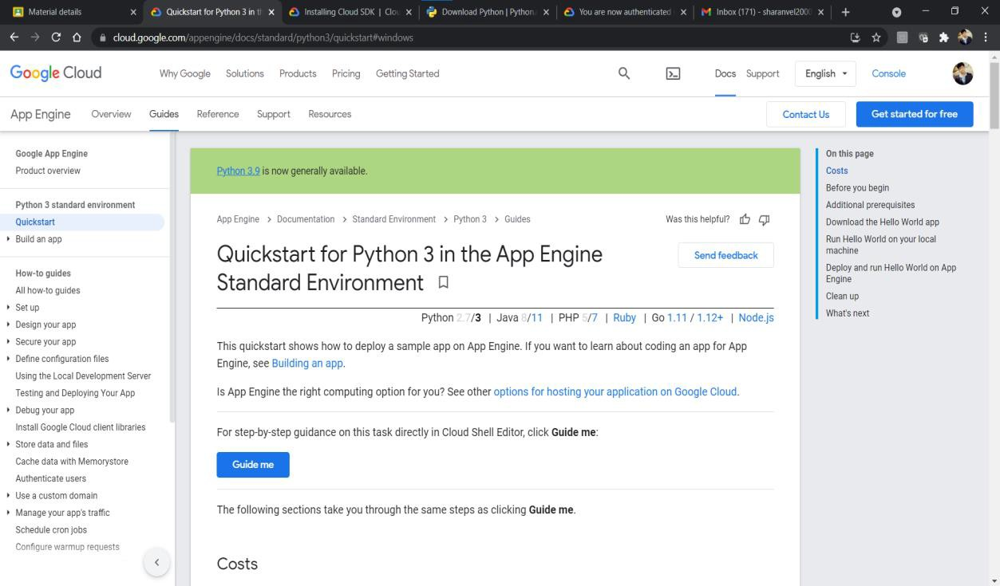 Material details
Quickstart for Python 3 in th
Installing Cloud SDK | Clou
Download Python | Python.
You are now authenticated
Inbox (171) - sharanvel2000
cloud.google.com/appengine/docs/standard/python3/quickstart#windows
Google Cloud
Why Google
Solutions
Products
Pricing
Getting Started
Docs
Support
English
Console
App Engine
Overview
Guides
Reference
Support
Resources
Contact Us
Get started for free
Google App Engine
Product overview
Python 3 standard environment
Quickstart
Build an app
How-to guides
All how-to guides
Set up
Design your app
Secure your app
Define configuration files
Using the Local Development Server
Testing and Deploying Your App
Debug your app
Install Google Cloud client libraries
Store data and files
Cache data with Memorystore
Authenticate users
Use a custom domain
Manage your app's traffic
Schedule cron jobs
Configure warmup requests
Python 3.9 is now generally available.
App Engine > Documentation > Standard Environment > Python 3 > Guides
Was this helpful?
Quickstart for Python 3 in the App Engine
Standard Environment
Send feedback
Python 2.7/3 | Java 8/11 | PHP 5/7 | Ruby | Go 1.11 / 1.12+ | Node.js
This quickstart shows how to deploy a sample app on App Engine. If you want to learn about coding an app for App
Engine, see Building an app.
Is App Engine the right computing option for you? See other options for hosting your application on Google Cloud.
For step-by-step guidance on this task directly in Cloud Shell Editor, click Guide me:
Guide me
The following sections take you through the same steps as clicking Guide me.
Costs
On this page
Costs
Before you begin
Additional prerequisites
Download the Hello World app
Run Hello World on your local
machine
Deploy and run Hello World on App
Engine
Clean up
What's next